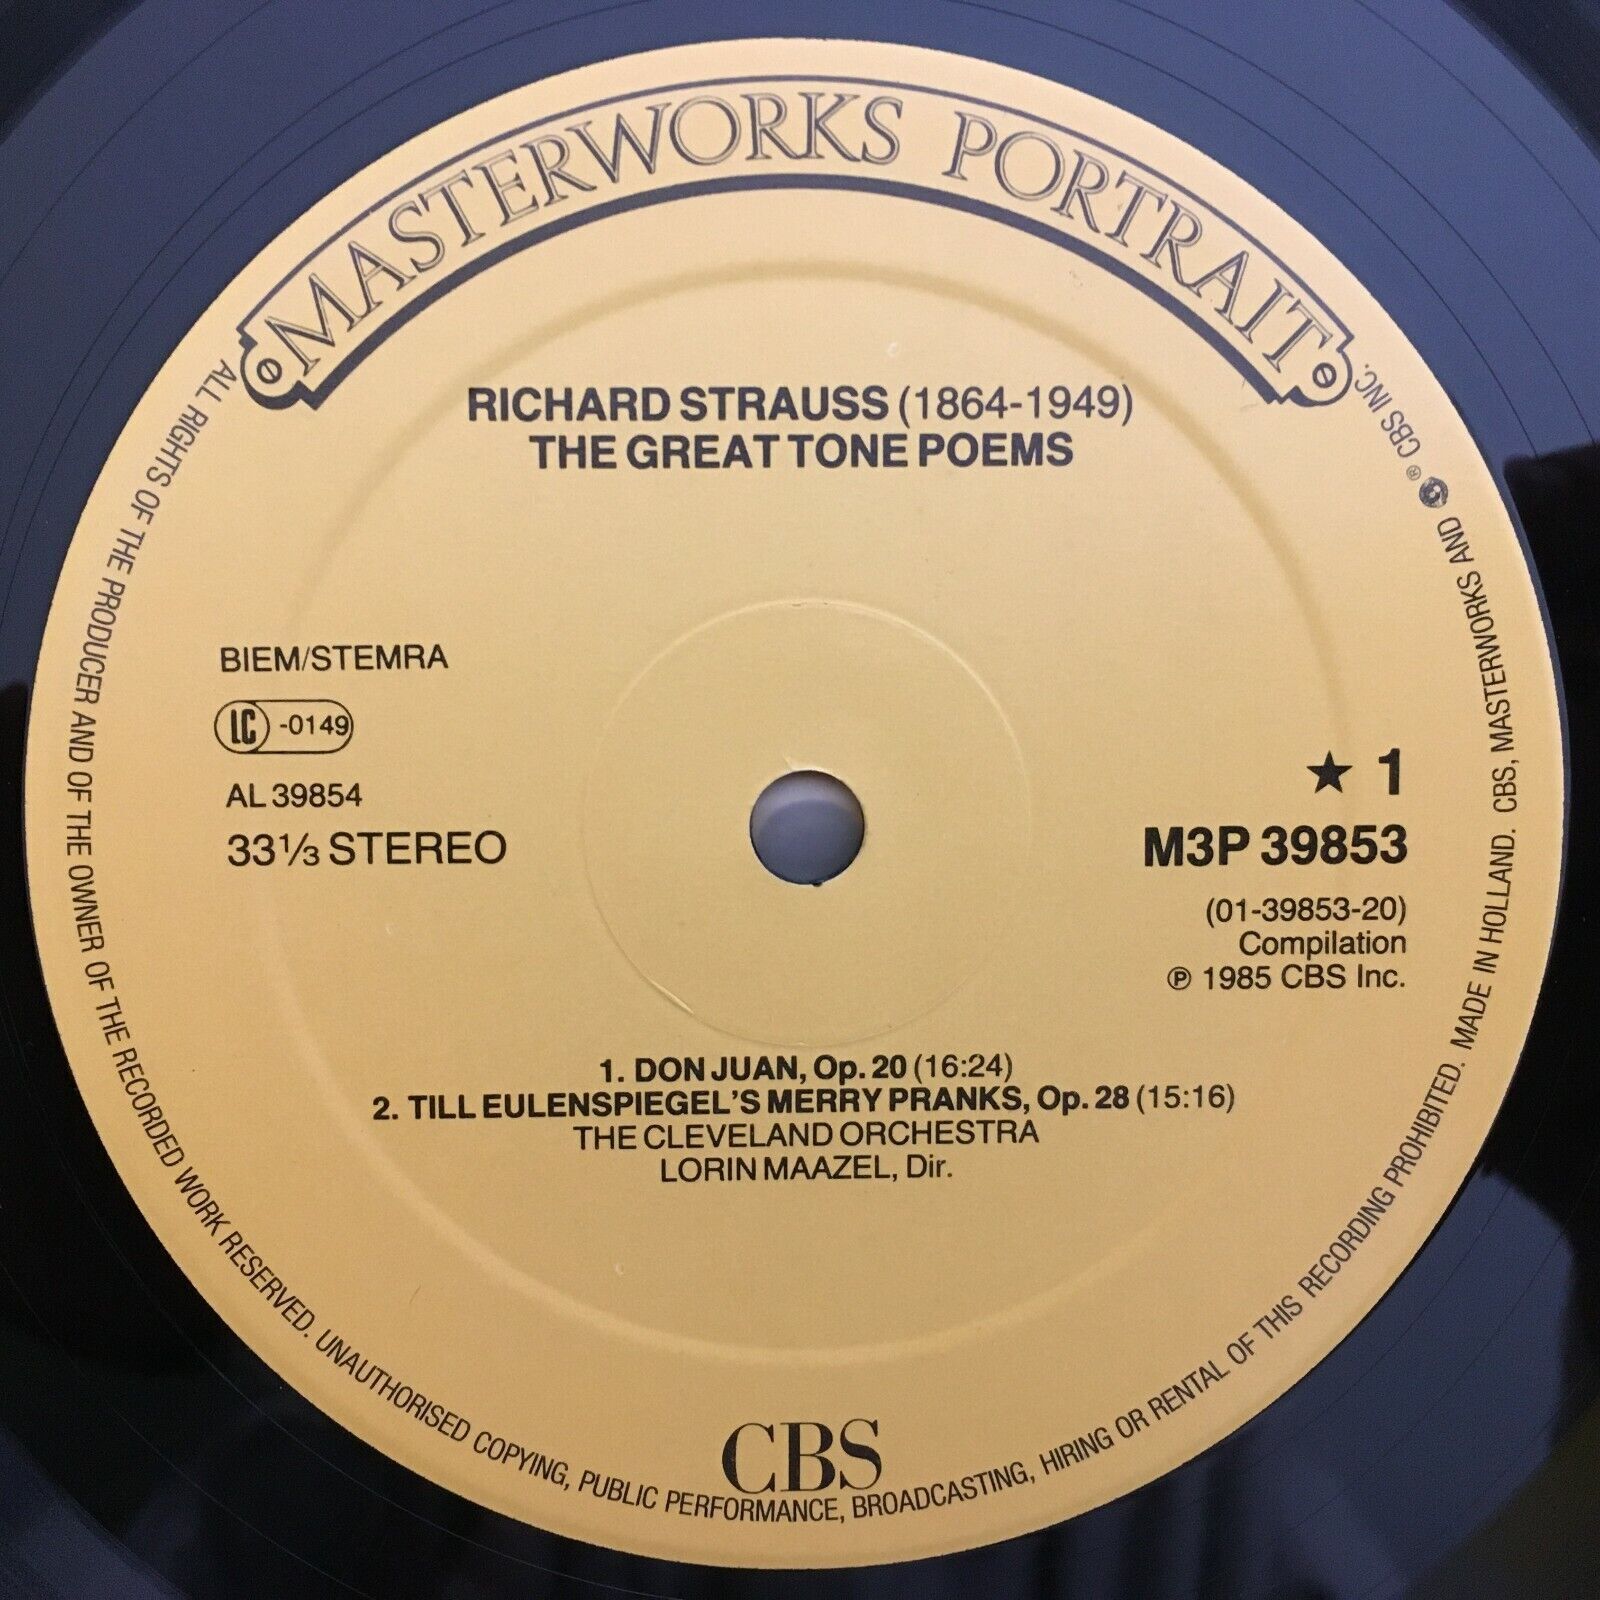 MASTERWORKS PORTRAIT
RICHARD STRAUSS (1864-1949)
THE GREAT TONE POEMS
BIEM/STEMRA
LC -0149
AL 39854
33⅓ STEREO
★ 1
M3P 39853
(01-39853-20)
Compilation
℗ 1985 CBS Inc.
1. DON JUAN, Op. 20 (16:24)
2. TILL EULENSPIEGEL'S MERRY PRANKS, Op. 28 (15:16)
THE CLEVELAND ORCHESTRA
LORIN MAAZEL, Dir.
CBS
ALL RIGHTS OF THE PRODUCER AND OF THE OWNER OF THE RECORDED WORK RESERVED. UNAUTHORISED COPYING, PUBLIC PERFORMANCE, BROADCASTING, HIRING OR RENTAL OF THIS RECORDING PROHIBITED. MADE IN HOLLAND. CBS, MASTERWORKS AND ® CBS INC.